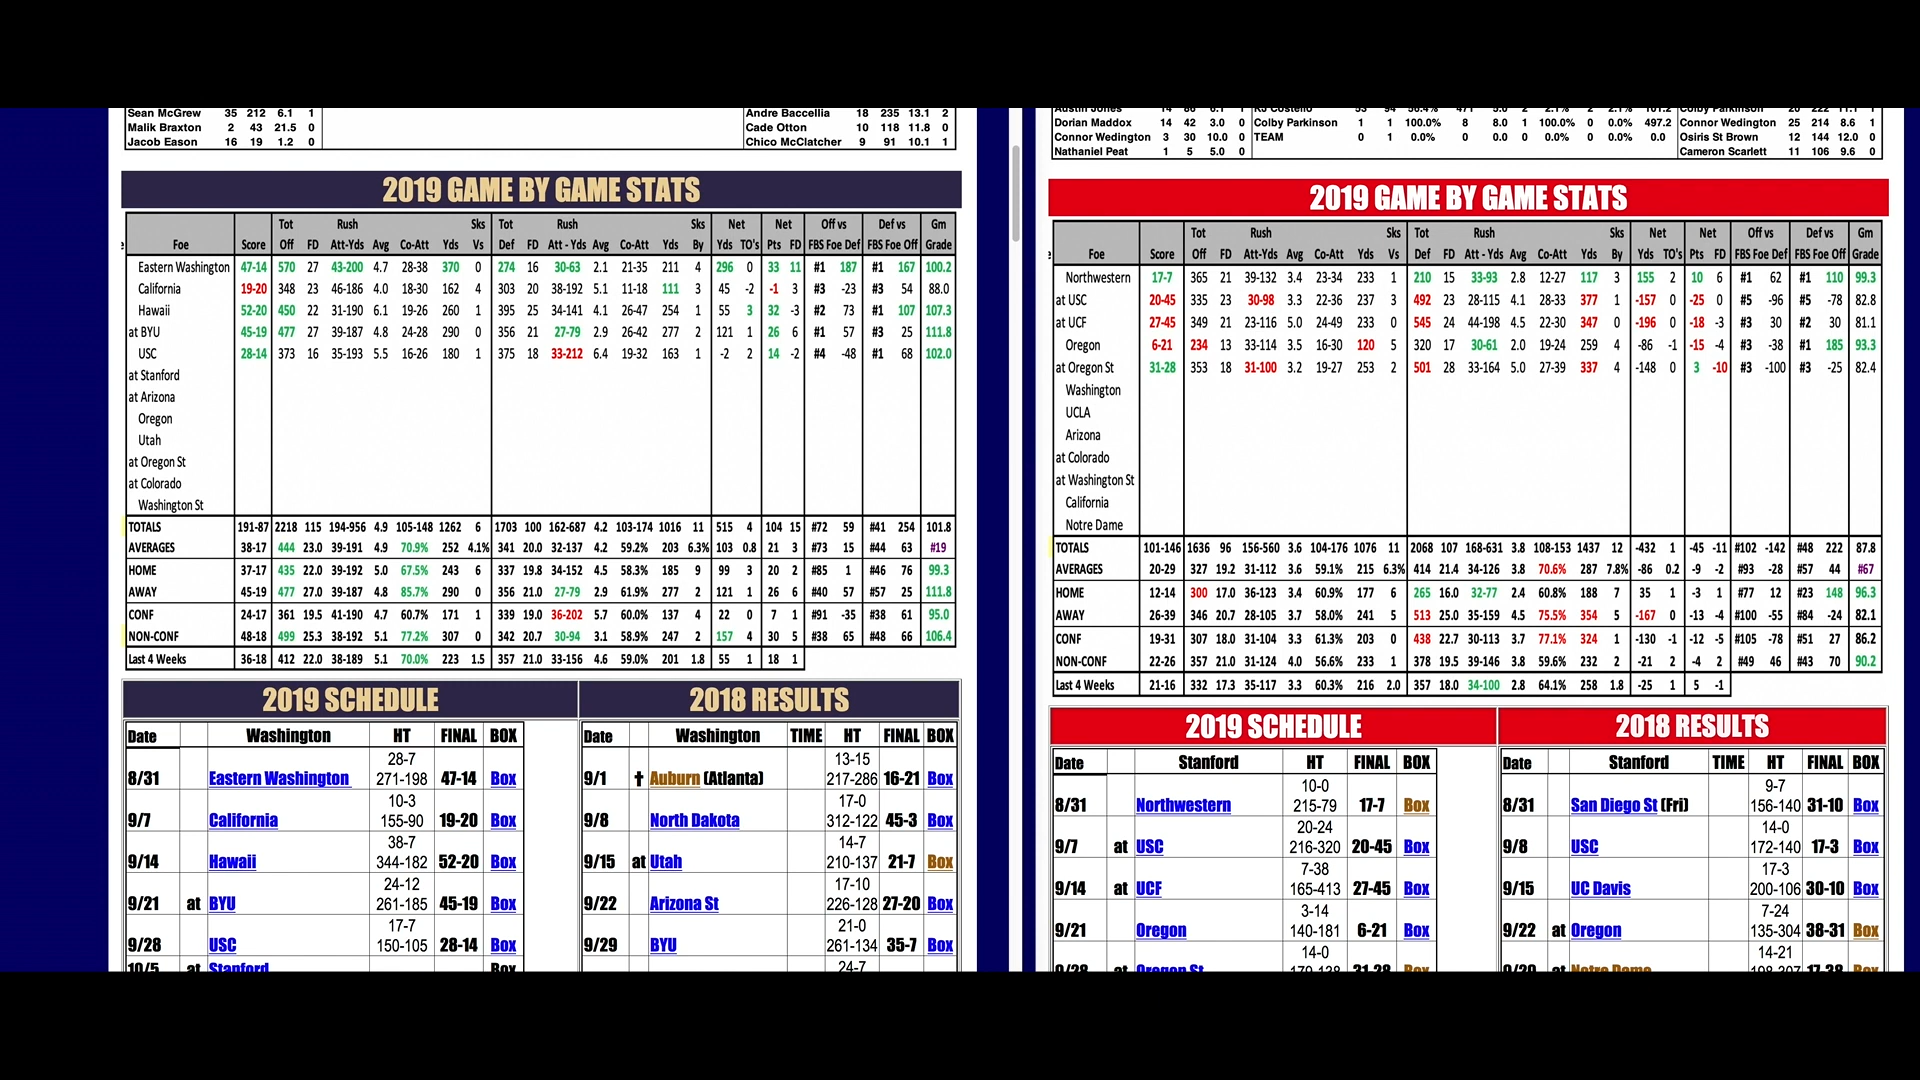 Sean McGrew 35 212 6.1 1 Andre Baccellia 18 235 13.1 2
Malik Braxton 2 43 21.5 0 Cade Otton 10 118 11.8 0
Jacob Eason 16 19 1.2 0 Chico McClatcher 9 91 10.1 1
2019 GAME BY GAME STATS
Tot Rush Sks Tot Rush Sks Net Net Off vs Def vs Gm
Foe Score Off FD Att-Yds Avg Co-Att Yds Vs Def FD Att - Yds Avg Co-Att Yds By Yds TO's Pts FD FBS Foe Def FBS Foe Off Grade
Eastern Washington 47-14 570 27 43-200 4.7 28-38 370 0 274 16 30-63 2.1 21-35 211 4 296 0 33 11 #1 187 #1 167 100.2
California 19-20 348 23 46-186 4.0 18-30 162 4 303 20 38-192 5.1 11-18 111 3 45 -2 -1 3 #3 -23 #3 54 88.0
Hawaii 52-20 450 22 31-190 6.1 19-26 260 1 395 25 34-141 4.1 26-47 254 1 55 3 32 -3 #2 73 #1 107 107.3
at BYU 45-19 477 27 39-187 4.8 24-28 290 0 356 21 27-79 2.9 26-42 277 2 121 1 26 6 #1 57 #3 25 111.8
USC 28-14 373 16 35-193 5.5 16-26 180 1 375 18 33-212 6.4 19-32 163 1 -2 2 14 -2 #4 -48 #1 68 102.0
at Stanford
at Arizona
Oregon
Utah
at Oregon St
at Colorado
Washington St
TOTALS 191-87 2218 115 194-956 4.9 105-148 1262 6 1703 100 162-687 4.2 103-174 1016 11 515 4 104 15 #72 59 #41 254 101.8
AVERAGES 38-17 444 23.0 39-191 4.9 70.9% 252 4.1% 341 20.0 32-137 4.2 59.2% 203 6.3% 103 0.8 21 3 #73 15 #44 63 #19
HOME 37-17 435 22.0 39-192 5.0 67.5% 243 6 337 19.8 34-152 4.5 58.3% 185 9 99 3 20 2 #85 1 #46 76 99.3
AWAY 45-19 477 27.0 39-187 4.8 85.7% 290 0 356 21.0 27-79 2.9 61.9% 277 2 121 1 26 6 #40 57 #57 25 111.8
CONF 24-17 361 19.5 41-190 4.7 60.7% 171 1 339 19.0 36-202 5.7 60.0% 137 4 22 0 7 1 #91 -35 #38 61 95.0
NON-CONF 48-18 499 25.3 38-192 5.1 77.2% 307 0 342 20.7 30-94 3.1 58.9% 247 2 157 4 30 5 #38 65 #48 66 106.4
Last 4 Weeks 36-18 412 22.0 38-189 5.1 70.0% 223 1.5 357 21.0 33-156 4.6 59.0% 201 1.8 55 1 18 1
2019 SCHEDULE 2018 RESULTS
Date Washington HT FINAL BOX Date Washington TIME HT FINAL BOX
28-7 13-15
8/31 Eastern Washington 271-198 47-14 Box 9/1 † Auburn (Atlanta) 217-286 16-21 Box
10-3 17-0
9/7 California 155-90 19-20 Box 9/8 North Dakota 312-122 45-3 Box
38-7 14-7
9/14 Hawaii 344-182 52-20 Box 9/15 at Utah 210-137 21-7 Box
24-12 17-10
9/21 at BYU 261-185 45-19 Box 9/22 Arizona St 226-128 27-20 Box
17-7 21-0
9/28 USC 150-105 28-14 Box 9/29 BYU 261-134 35-7 Box
10/5 at Stanford Box 24-7
Austin Jones 14 86 6.1 1 RJ Costello 53 94 56.4% 471 5.0 2 2.1% 2 2.1% 101.2 Colby Parkinson 20 222 11.1 1
Dorian Maddox 14 42 3.0 0 Colby Parkinson 1 1 100.0% 8 8.0 1 100.0% 0 0.0% 497.2 Connor Wedington 25 214 8.6 1
Connor Wedington 3 30 10.0 0 TEAM 0 1 0.0% 0 0.0 0 0.0% 0 0.0% 0.0 Osiris St Brown 12 144 12.0 0
Nathaniel Peat 1 5 5.0 0 Cameron Scarlett 11 106 9.6 0
2019 GAME BY GAME STATS
Tot Rush Sks Tot Rush Sks Net Net Off vs Def vs Gm
Foe Score Off FD Att-Yds Avg Co-Att Yds Vs Def FD Att - Yds Avg Co-Att Yds By Yds TO's Pts FD FBS Foe Def FBS Foe Off Grade
Northwestern 17-7 365 21 39-132 3.4 23-34 233 1 210 15 33-93 2.8 12-27 117 3 155 2 10 6 #1 62 #1 110 99.3
at USC 20-45 335 23 30-98 3.3 22-36 237 3 492 23 28-115 4.1 28-33 377 1 -157 0 -25 0 #5 -96 #5 -78 82.8
at UCF 27-45 349 21 23-116 5.0 24-49 233 0 545 24 44-198 4.5 22-30 347 0 -196 0 -18 -3 #3 30 #2 30 81.1
Oregon 6-21 234 13 33-114 3.5 16-30 120 5 320 17 30-61 2.0 19-24 259 4 -86 -1 -15 -4 #3 -38 #1 185 93.3
at Oregon St 31-28 353 18 31-100 3.2 19-27 253 2 501 28 33-164 5.0 27-39 337 4 -148 0 3 -10 #3 -100 #3 -25 82.4
Washington
UCLA
Arizona
at Colorado
at Washington St
California
Notre Dame
TOTALS 101-146 1636 96 156-560 3.6 104-176 1076 11 2068 107 168-631 3.8 108-153 1437 12 -432 1 -45 -11 #102 -142 #48 222 87.8
AVERAGES 20-29 327 19.2 31-112 3.6 59.1% 215 6.3% 414 21.4 34-126 3.8 70.6% 287 7.8% -86 0.2 -9 -2 #93 -28 #57 44 #67
HOME 12-14 300 17.0 36-123 3.4 60.9% 177 6 265 16.0 32-77 2.4 60.8% 188 7 35 1 -3 1 #77 12 #23 148 96.3
AWAY 26-39 346 20.7 28-105 3.7 58.0% 241 5 513 25.0 35-159 4.5 75.5% 354 5 -167 0 -13 -4 #100 -55 #84 -24 82.1
CONF 19-31 307 18.0 31-104 3.3 61.3% 203 0 438 22.7 30-113 3.7 77.1% 324 1 -130 -1 -12 -5 #105 -78 #51 27 86.2
NON-CONF 22-26 357 21.0 31-124 4.0 56.6% 233 1 378 19.5 39-146 3.8 59.6% 232 2 -21 2 -4 2 #49 46 #43 70 90.2
Last 4 Weeks 21-16 332 17.3 35-117 3.3 60.3% 216 2.0 357 18.0 34-100 2.8 64.1% 258 1.8 -25 1 5 -1
2019 SCHEDULE 2018 RESULTS
Date Stanford HT FINAL BOX Date Stanford TIME HT FINAL BOX
10-0 9-7
8/31 Northwestern 215-79 17-7 Box 8/31 San Diego St (Fri) 156-140 31-10 Box
20-24 14-0
9/7 at USC 216-320 20-45 Box 9/8 USC 172-140 17-3 Box
7-38 17-3
9/14 at UCF 165-413 27-45 Box 9/15 UC Davis 200-106 30-10 Box
3-14 7-24
9/21 Oregon 140-181 6-21 Box 9/22 at Oregon 135-304 38-31 Box
14-0 14-21
9/28 at Oregon St 31-28 Box 9/29 at Notre Dame 17-38 Box